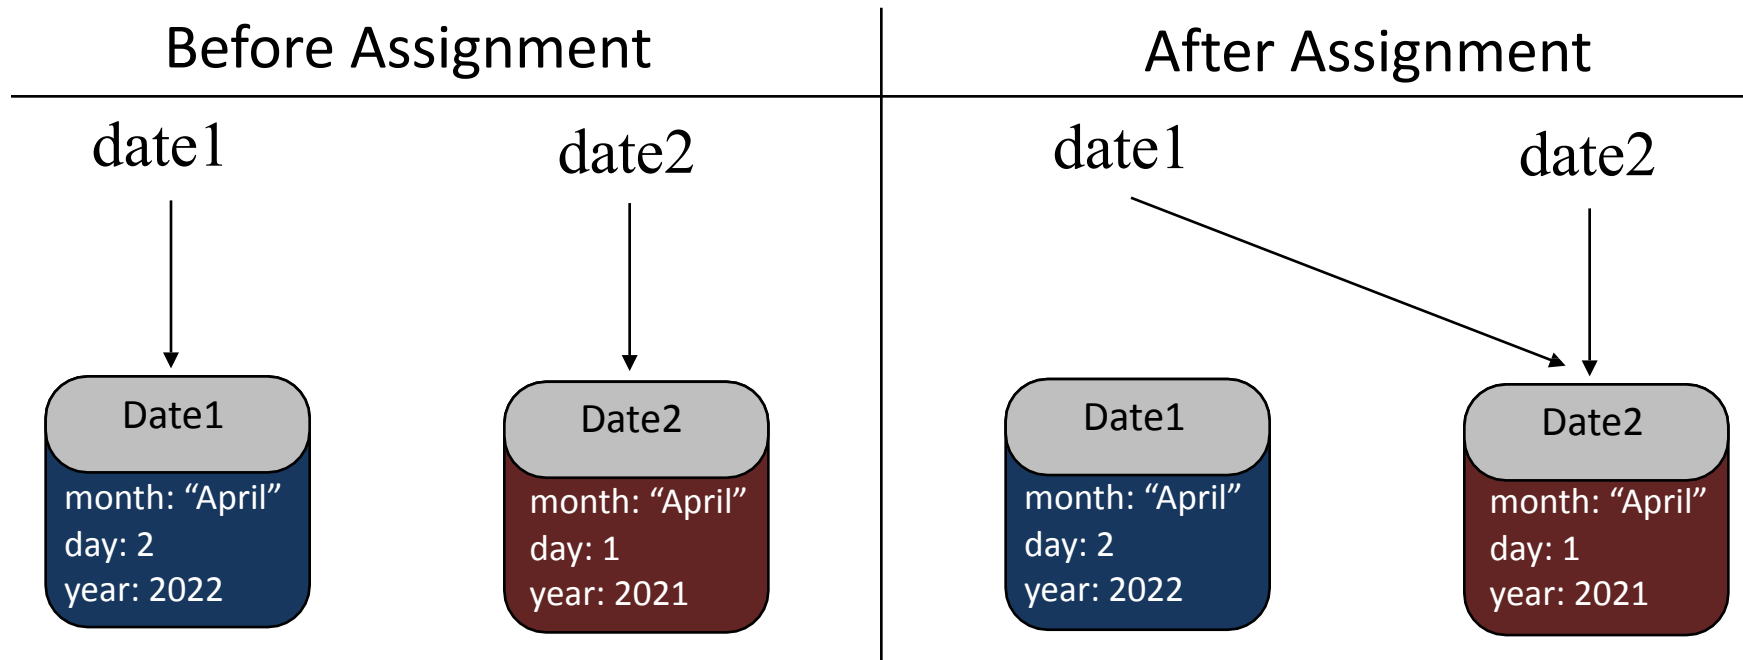 Before Assignment
After Assignment
date1
date2
date1
date2
Date1
month: “April”
day: 2
year: 2022
Date2
month: “April”
day: 1
year: 2021
Date1
month: “April”
day: 2
year: 2022
Date2
month: “April”
day: 1
year: 2021